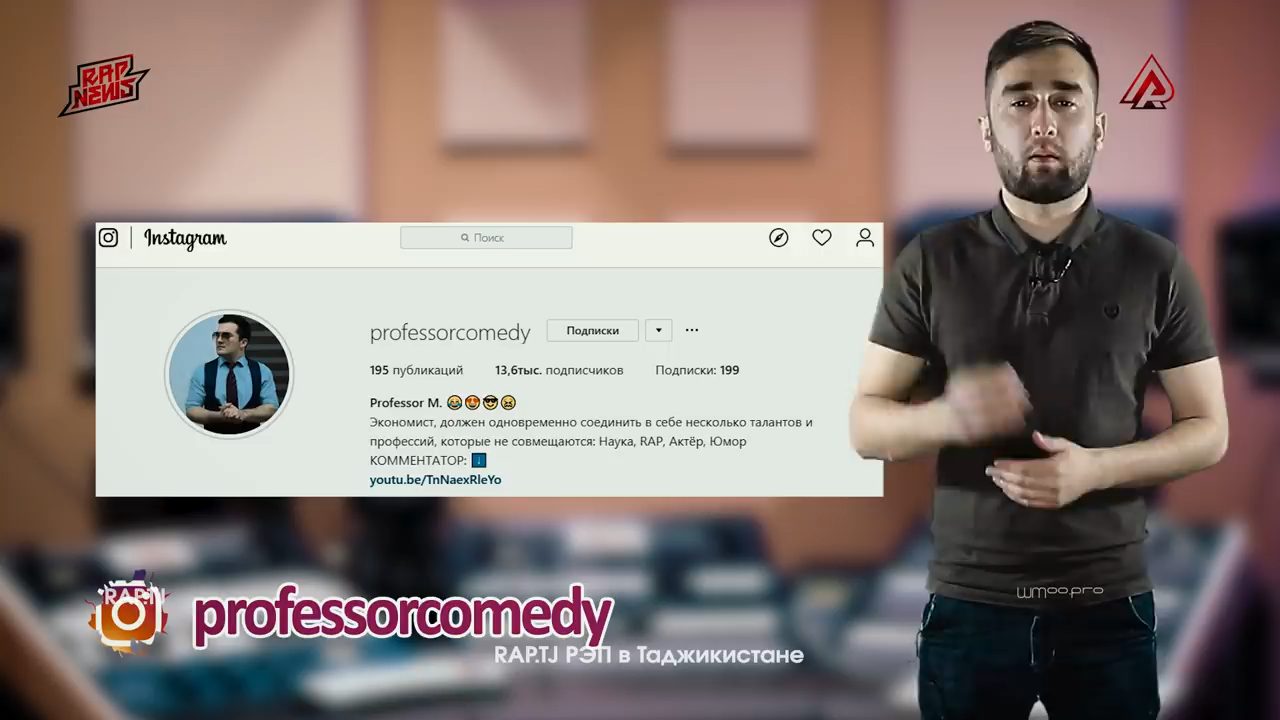 RAP
NEWS
Instagram
Поиск
professorcomedy
Подписки
195 публикаций 13,6тыс. подписчиков Подписки: 199
Professor M. 😂😍😎😖
Экономист, должен одновременно соединить в себе несколько талантов и
профессий, которые не совмещаются: Наука, RAP, Актёр, Юмор
КОММЕНТАТОР: ⬇
youtu.be/TnNaexRleYo
wmoo.pro
RAP.TJ
professorcomedy
RAP.TJ РЭП в Таджикистане